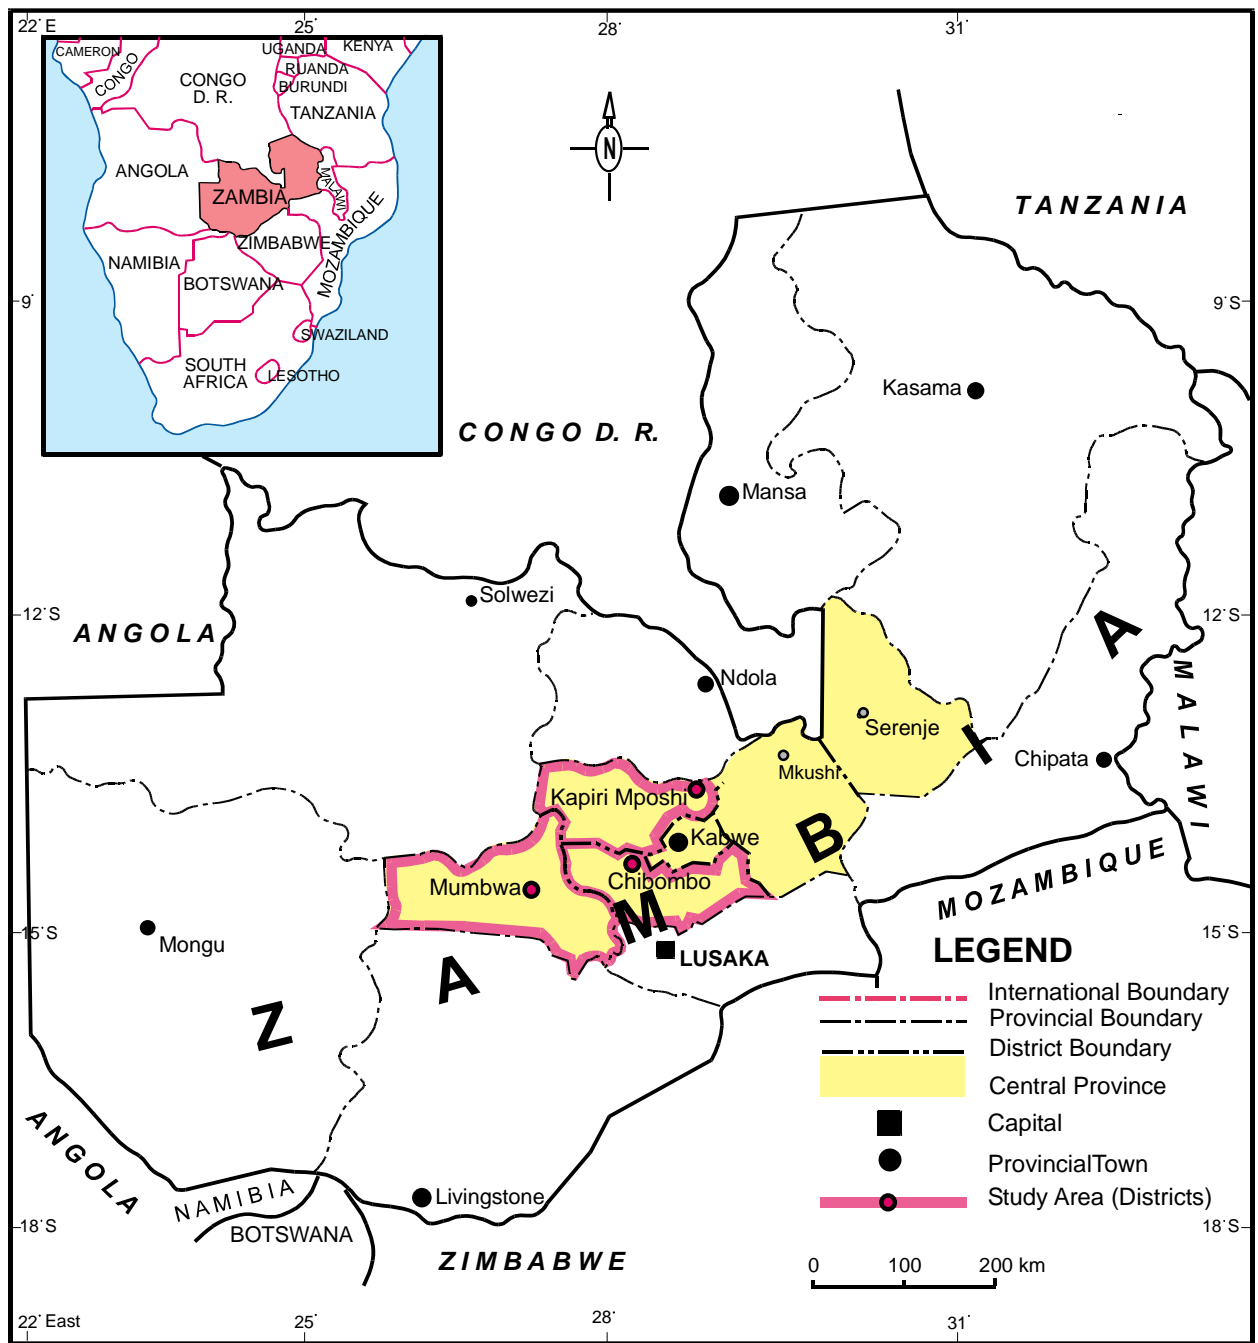 22° E
25°
28°
31°
CAMERON
CONGO
CONGO
D. R.
UGANDA
KENYA
RUANDA
BURUNDI
TANZANIA
ANGOLA
ZAMBIA
MALAWI
MOZAMBIQUE
ZIMBABWE
NAMIBIA
BOTSWANA
SWAZILAND
SOUTH
AFRICA
LESOTHO
N
TANZANIA
9°
9°S
Kasama
CONGO D. R.
Mansa
Solwezi
12°S
12°S
ANGOLA
Ndola
MALAWI
Serenje
Mkushi
Chipata
Kapiri Mposhi
Kabwe
Chibombo
Mumbwa
MOZAMBIQUE
Mongu
15°S
15°S
LUSAKA
Z A M B I A
LEGEND
International Boundary
Provincial Boundary
District Boundary
Central Province
Capital
ProvincialTown
Study Area (Districts)
ANGOLA
NAMIBIA
Livingstone
BOTSWANA
18°S
18°S
ZIMBABWE
0 100 200 km
22° East
25°
28°
31°